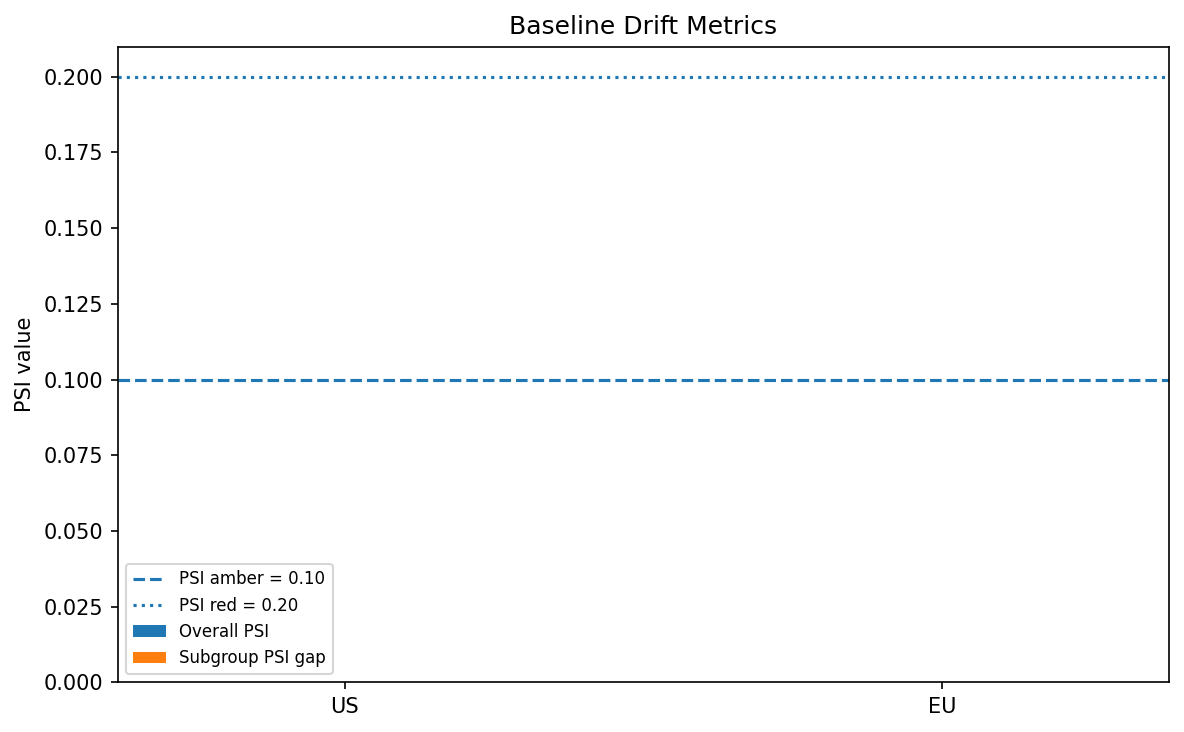 Baseline Drift Metrics
PSI value
0.200
0.175
0.150
0.125
0.100
0.075
0.050
0.025
0.000
PSI amber = 0.10
PSI red = 0.20
Overall PSI
Subgroup PSI gap
US
EU